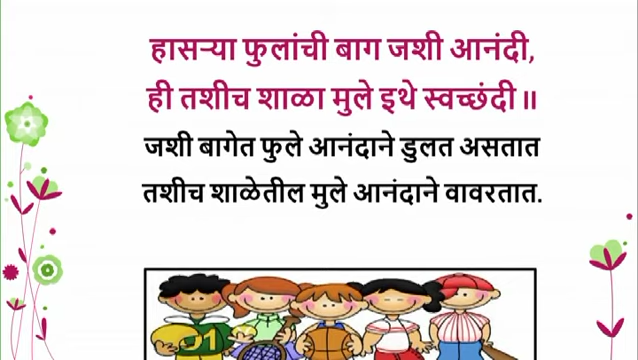 हासऱ्या फुलांची बाग जशी आनंदी,
ही तशीच शाळा मुले इथे स्वच्छंदी॥
जशी बागेत फुले आनंदाने डुलत असतात
तशीच शाळेतील मुले आनंदाने वावरतात.